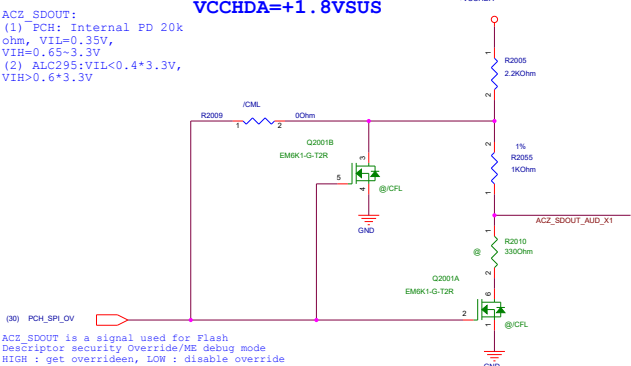 VCCHDA=+1.8VSUS
ACZ_SDOUT:
(1) PCH: Internal PD 20k
ohm, VIL=0.35V,
VIH=0.65~3.3V
(2) ALC295:VIL<0.4*3.3V,
VIH>0.6*3.3V
1
R2005
2.2KOhm
2
/CML
R2009
0Ohm
1
2
Q2001B
EM6K1-G-T2R
3
5
4
@/CFL
GND
2
1%
R2055
1KOhm
1
ACZ_SDOUT_AUD_X1
1
R2010
@
330Ohm
2
Q2001A
EM6K1-G-T2R
6
2
1
@/CFL
GND
(30) PCH_SPI_OV
ACZ_SDOUT is a signal used for Flash
Descriptor security Override/ME debug mode
HIGH : get overrideen, LOW : disable override